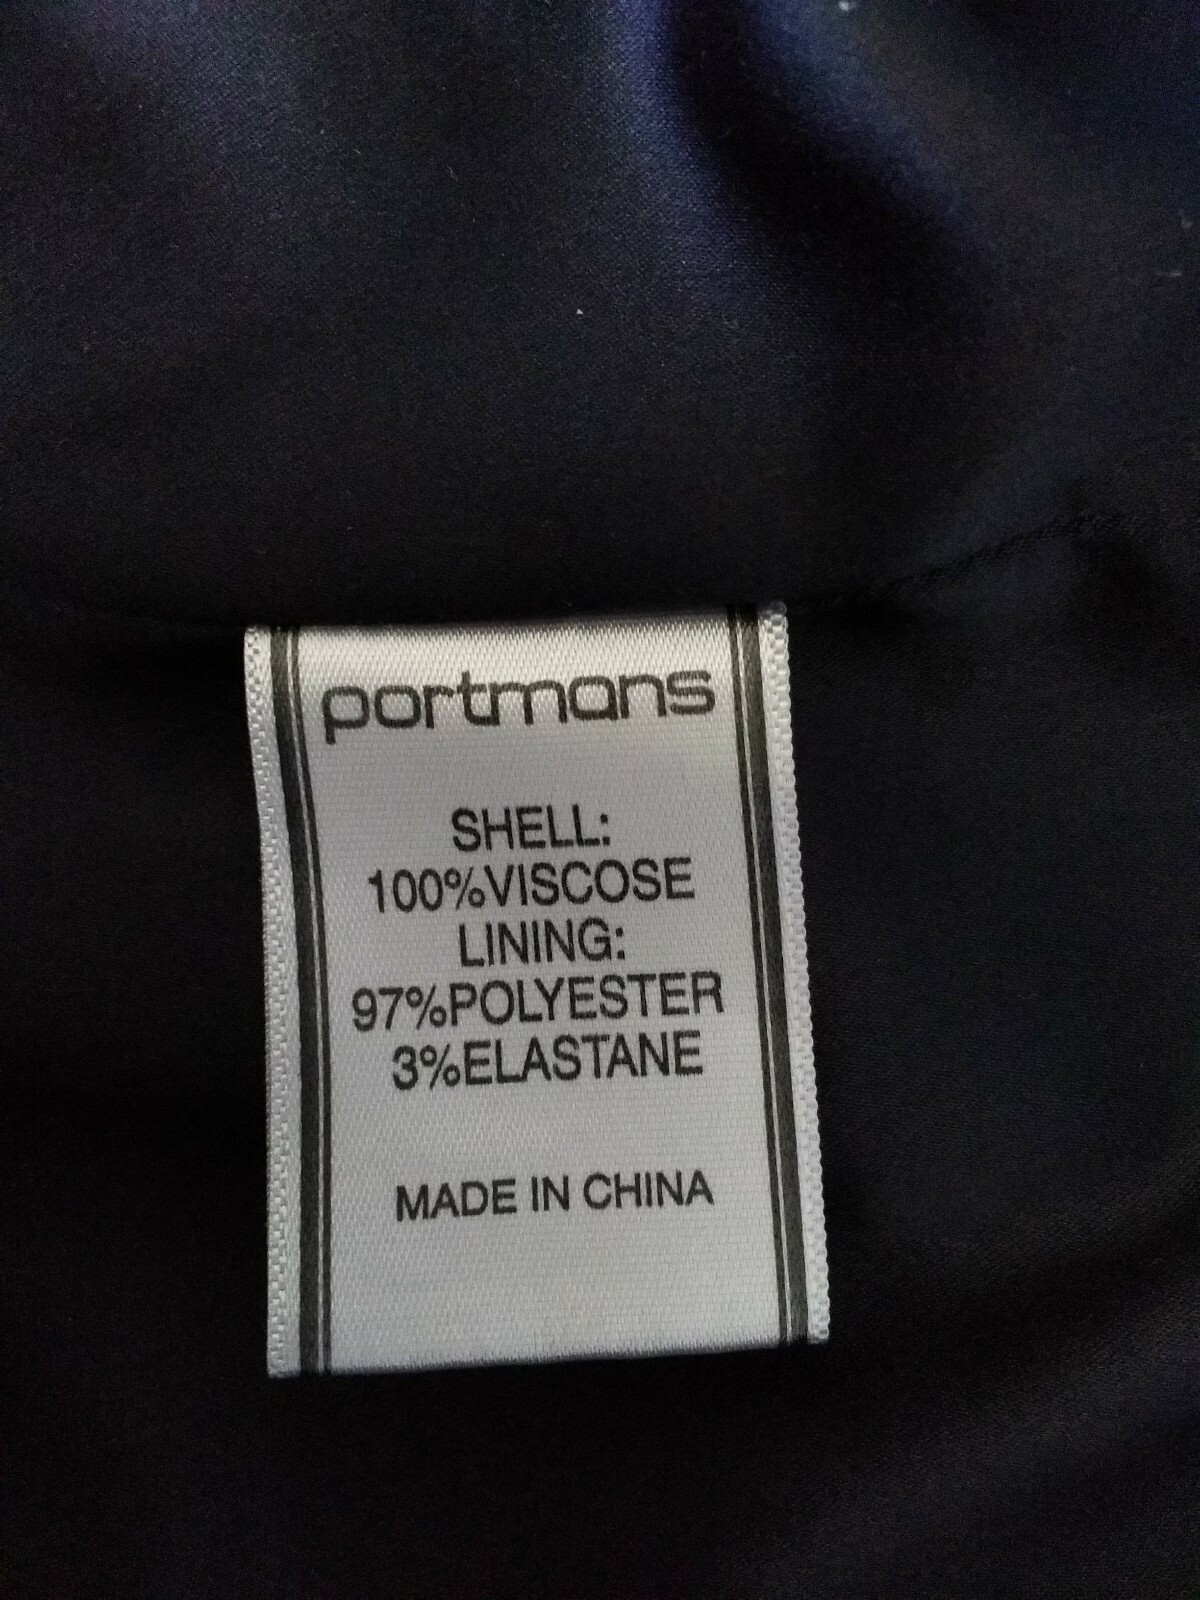 portmans
SHELL:
100%VISCOSE
LINING:
97%POLYESTER
3%ELASTANE
MADE IN CHINA